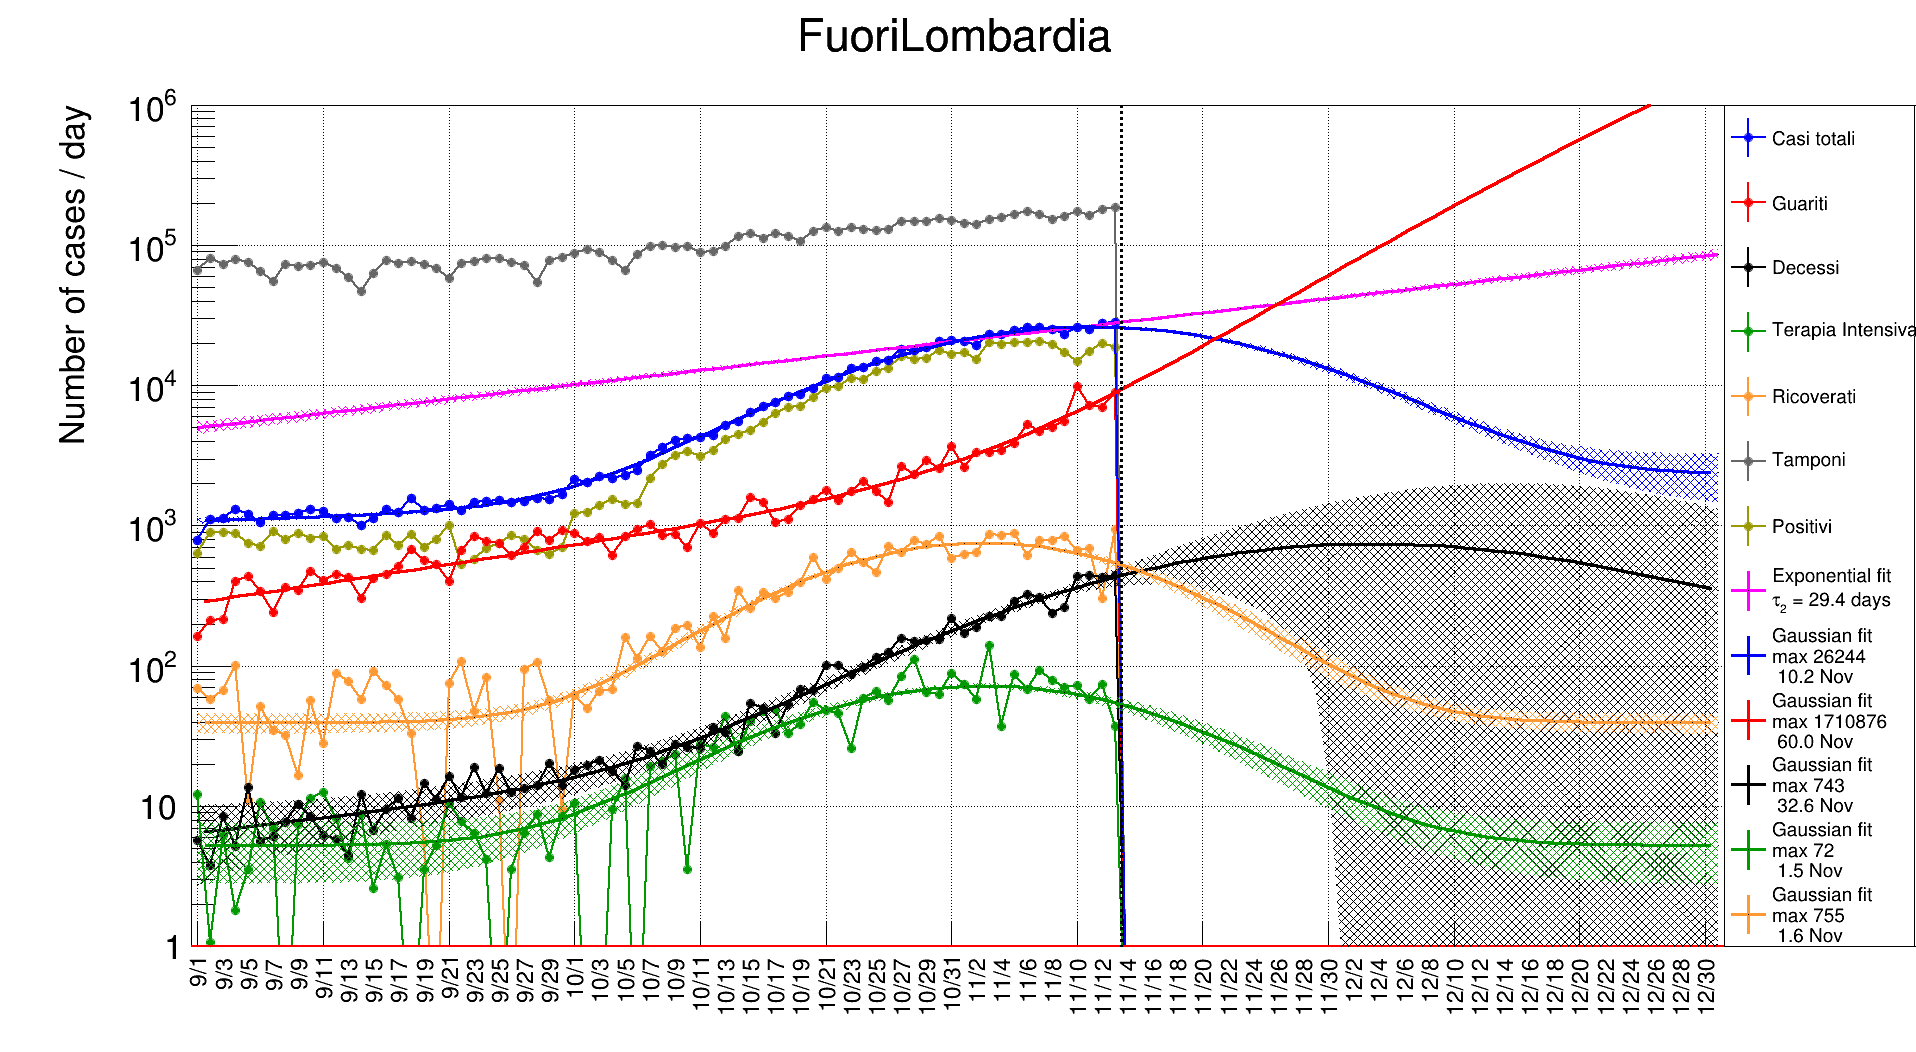 FuoriLombardia
Number of cases / day
10^6
10^5
10^4
10^3
10^2
10
1
9/1 9/3 9/5 9/7 9/9 9/11 9/13 9/15 9/17 9/19 9/21 9/23 9/25 9/27 9/29 10/1 10/3 10/5 10/7 10/9 10/11 10/13 10/15 10/17 10/19 10/21 10/23 10/25 10/27 10/29 10/31 11/2 11/4 11/6 11/8 11/10 11/12 11/14 11/16 11/18 11/20 11/22 11/24 11/26 11/28 11/30 12/2 12/4 12/6 12/8 12/10 12/12 12/14 12/16 12/18 12/20 12/22 12/24 12/26 12/28 12/30
Casi totali
Guariti
Decessi
Terapia Intensiva
Ricoverati
Tamponi
Positivi
Exponential fit
τ₂ = 29.4 days
Gaussian fit
max 26244
10.2 Nov
Gaussian fit
max 1710876
60.0 Nov
Gaussian fit
max 743
32.6 Nov
Gaussian fit
max 72
1.5 Nov
Gaussian fit
max 755
1.6 Nov